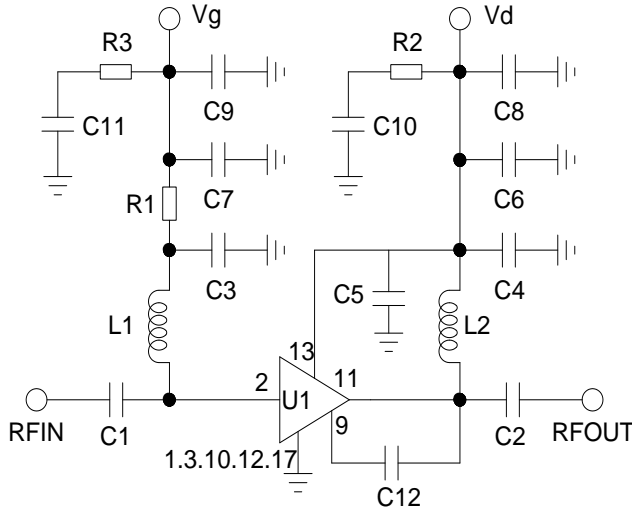 Vg
Vd
R3
R2
C9
C8
C11
C10
C7
C6
R1
C3
C5
C4
L1
L2
13
2
U1
11
9
RFIN
C1
C2
RFOUT
1.3.10.12.17
C12